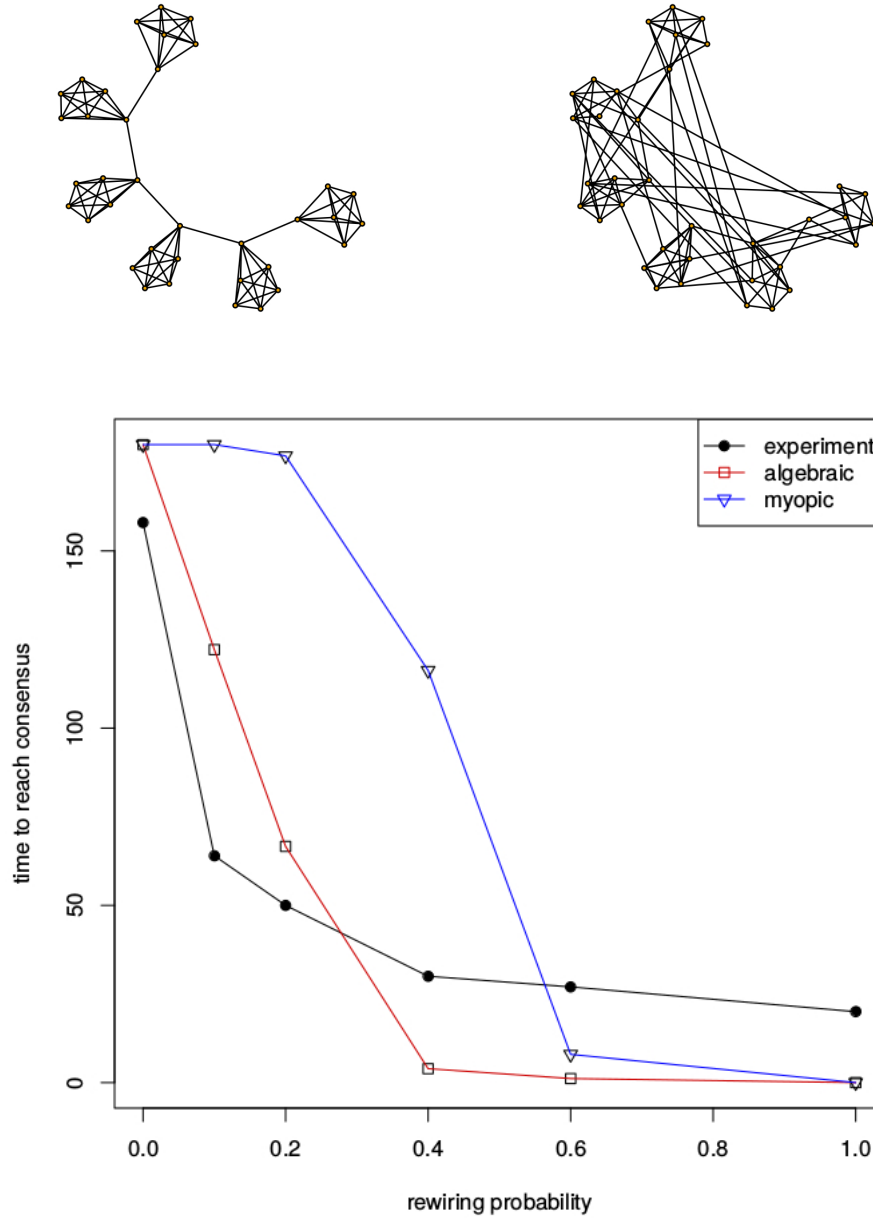 experiment
algebraic
myopic
time to reach consensus
150
100
50
0
0.0 0.2 0.4 0.6 0.8 1.0
rewiring probability